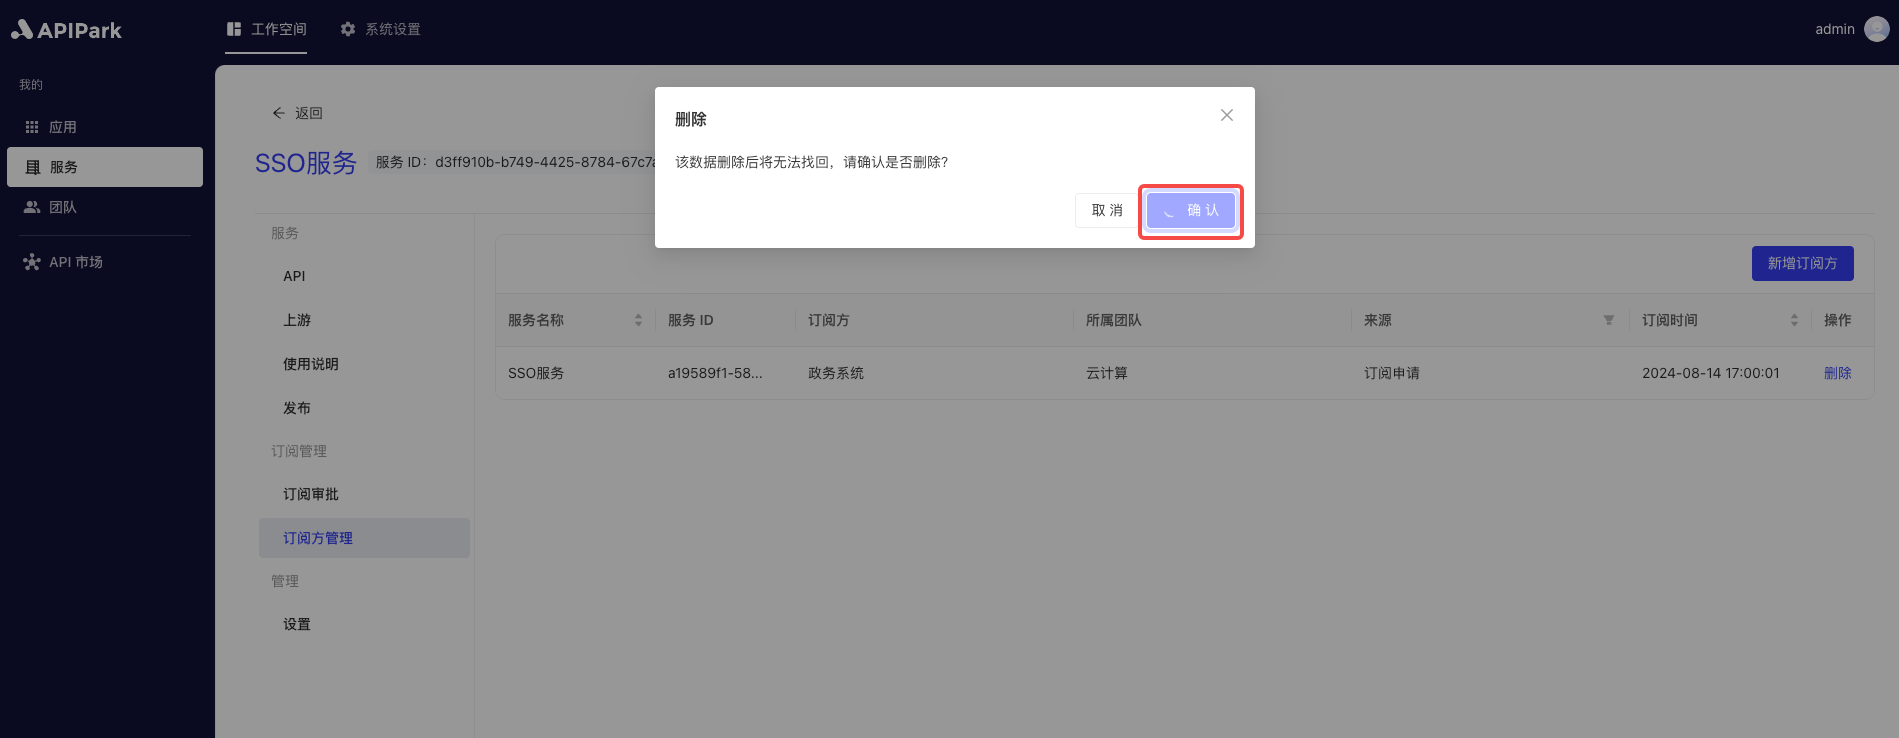 APIPark
工作空间
系统设置
admin
我的
应用
服务
团队
API 市场
返回
SSO服务
服务 ID：d3ff910b-b749-4425-8784-67c7
删除
该数据删除后将无法找回，请确认是否删除？
取 消
确 认
服务
API
上游
使用说明
发布
订阅管理
订阅审批
订阅方管理
管理
设置
新增订阅方
服务名称 服务 ID 订阅方 所属团队 来源 订阅时间 操作
SSO服务 a19589f1-58... 政务系统 云计算 订阅申请 2024-08-14 17:00:01 删除